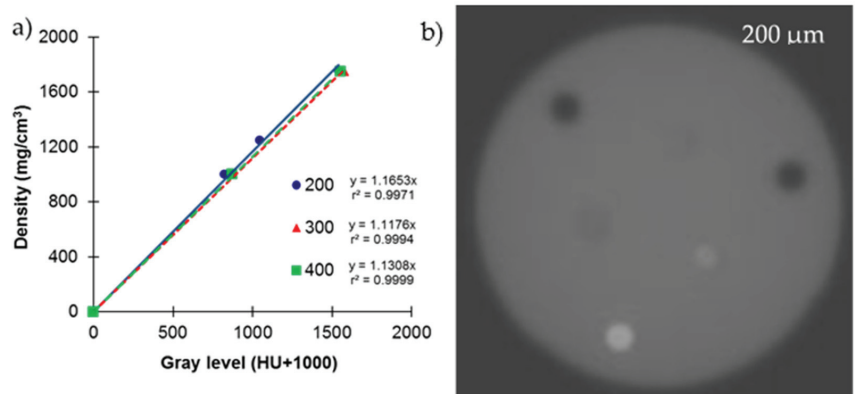 a)
2000
1600
1200
800
400
0
Density (mg/cm³)
0 500 1000 1500 2000
Gray level (HU+1000)
200 y = 1.1653x
r² = 0.9971
300 y = 1.1176x
r² = 0.9994
400 y = 1.1308x
r² = 0.9999
b)
200 µm